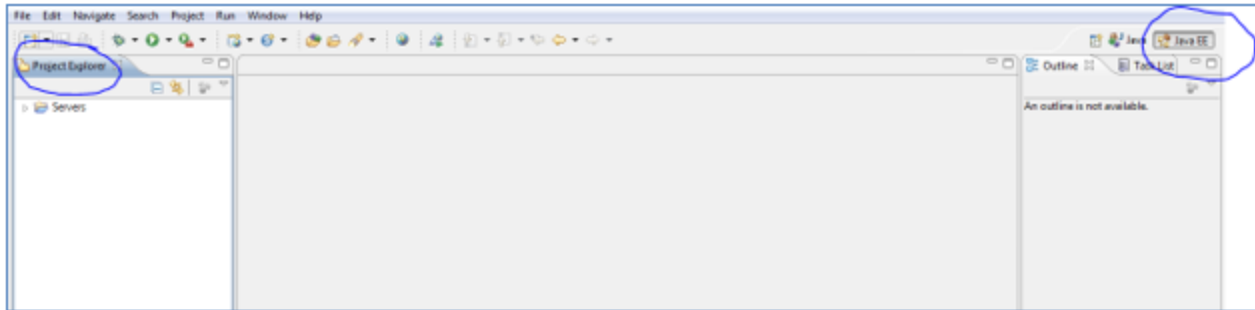 File Edit Navigate Search Project Run Window Help
Java Java EE
Project Explorer
Outline Task List
Servers
An outline is not available.